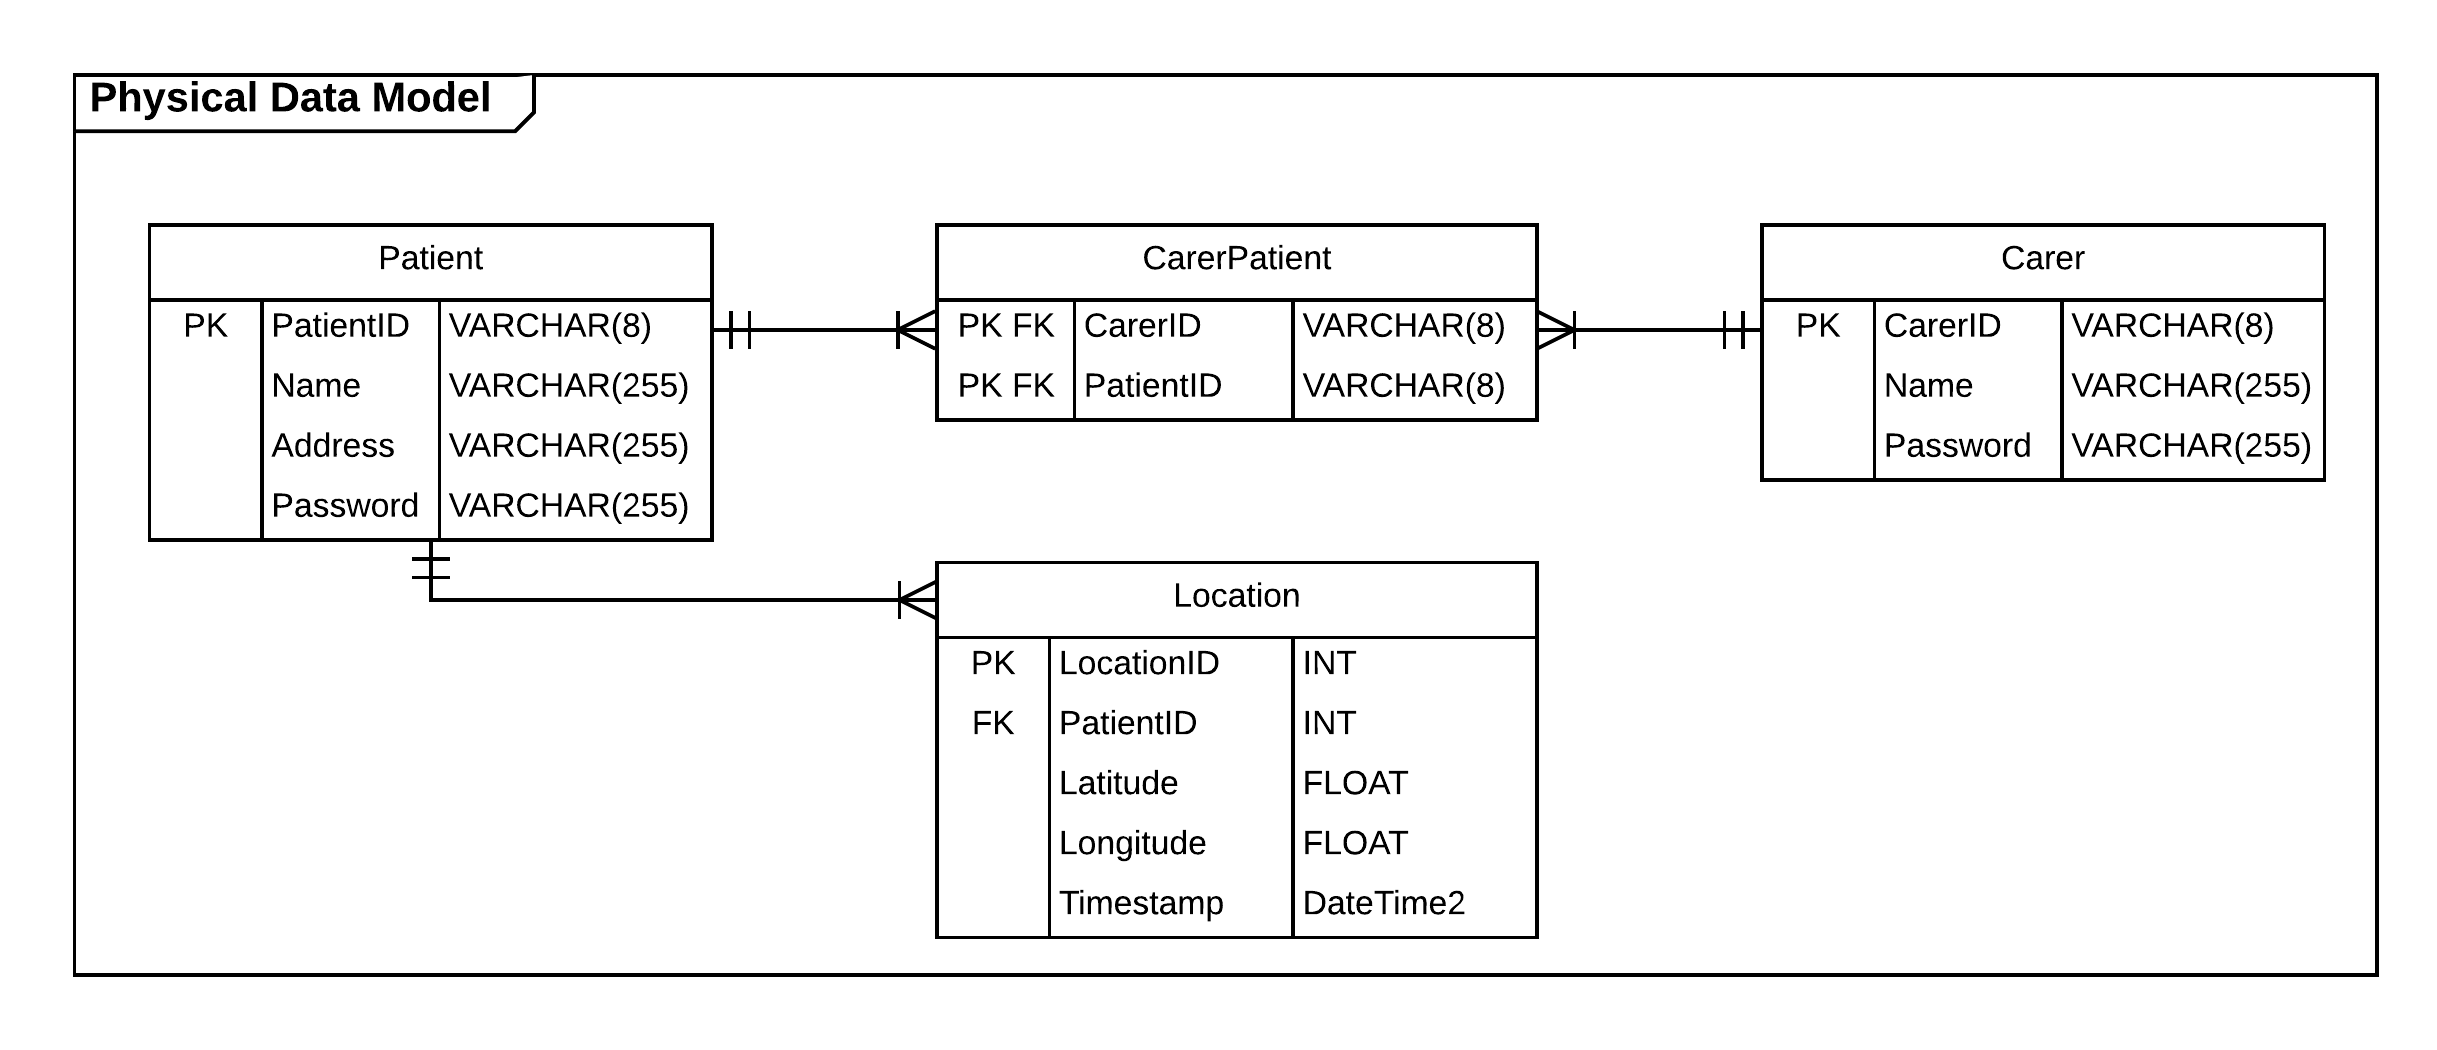 Physical Data Model
Patient
PK PatientID VARCHAR(8)
Name VARCHAR(255)
Address VARCHAR(255)
Password VARCHAR(255)
CarerPatient
PK FK CarerID VARCHAR(8)
PK FK PatientID VARCHAR(8)
Carer
PK CarerID VARCHAR(8)
Name VARCHAR(255)
Password VARCHAR(255)
Location
PK LocationID INT
FK PatientID INT
Latitude FLOAT
Longitude FLOAT
Timestamp DateTime2